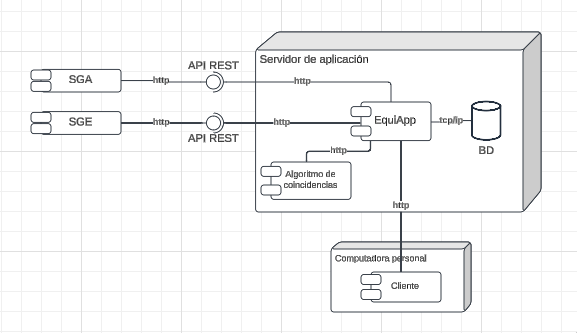 API REST
Servidor de aplicación
SGA
http
http
SGE
http
http
EquiApp
tcp/ip
API REST
BD
http
Algoritmo de
coincidencias
http
Computadora personal
Cliente